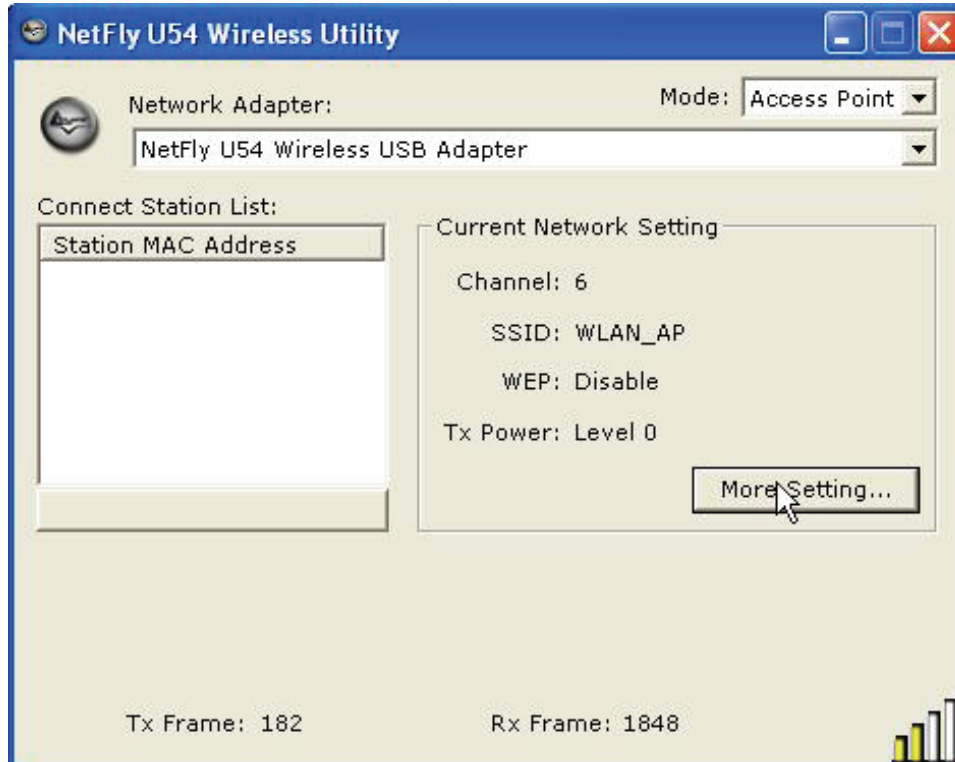 NetFly U54 Wireless Utility
Mode: Access Point
Network Adapter:
NetFly U54 Wireless USB Adapter
Connect Station List:
Station MAC Address
Current Network Setting
Channel: 6
SSID: WLAN_AP
WEP: Disable
Tx Power: Level 0
More Setting...
Tx Frame: 182
Rx Frame: 1848